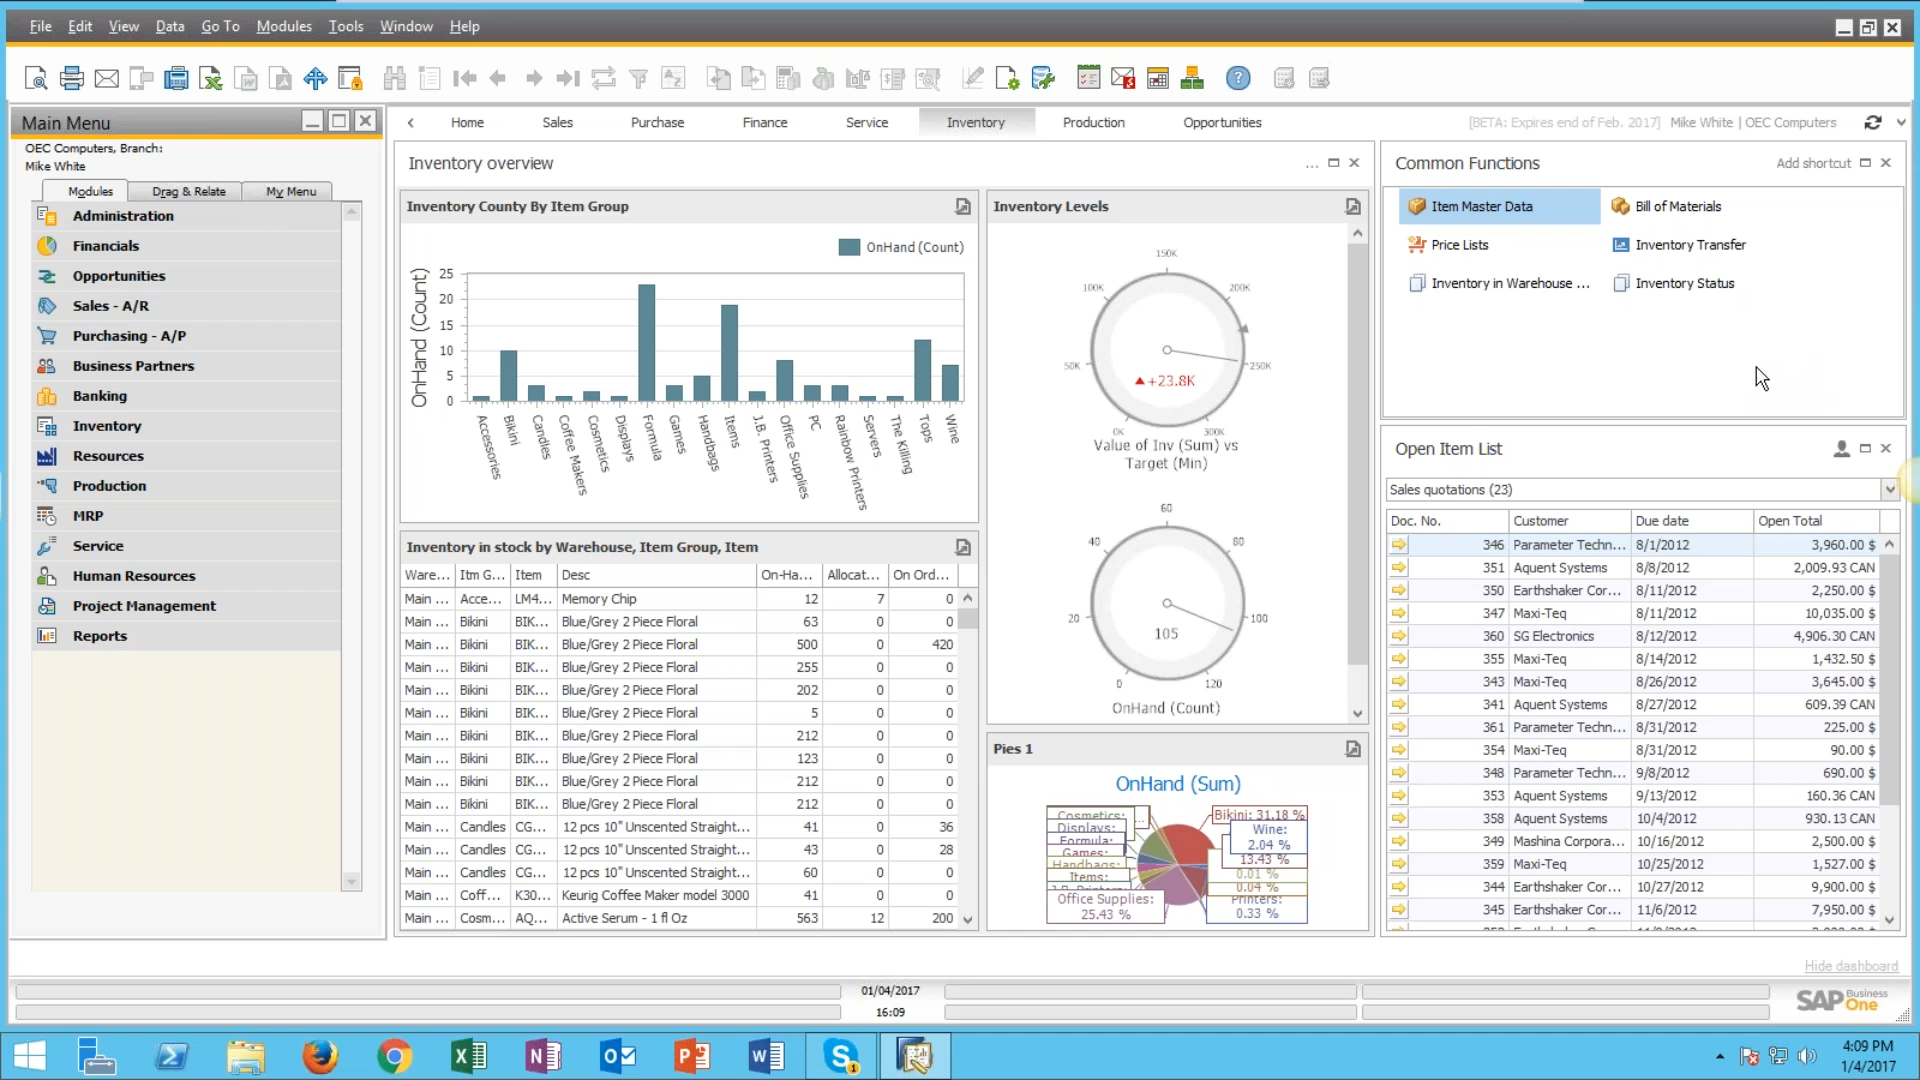 File Edit View Data Go To Modules Tools Window Help
Main Menu
OEC Computers, Branch:
Mike White
Modules Drag & Relate My Menu
Administration
Financials
Opportunities
Sales - A/R
Purchasing - A/P
Business Partners
Banking
Inventory
Resources
Production
MRP
Service
Human Resources
Project Management
Reports
Home Sales Purchase Finance Service Inventory Production Opportunities
[BETA: Expires end of Feb. 2017] Mike White | OEC Computers
Inventory overview ...
Inventory County By Item Group
OnHand (Count)
OnHand (Count)
25
20
15
10
5
0
Accessories Bikini Candles Coffee Makers Cosmetics Displays Formula Games Handbags Items J.B. Printers Office Supplies PC Rainbow Printers Servers The Killing Tops Wine
Inventory in stock by Warehouse, Item Group, Item
Ware... Itm G... Item Desc On-Ha... Allocat... On Ord...
Main ... Acce... LM4... Memory Chip 12 7 0
Main ... Bikini BIK... Blue/Grey 2 Piece Floral 63 0 0
Main ... Bikini BIK... Blue/Grey 2 Piece Floral 500 0 420
Main ... Bikini BIK... Blue/Grey 2 Piece Floral 255 0 0
Main ... Bikini BIK... Blue/Grey 2 Piece Floral 202 0 0
Main ... Bikini BIK... Blue/Grey 2 Piece Floral 5 0 0
Main ... Bikini BIK... Blue/Grey 2 Piece Floral 212 0 0
Main ... Bikini BIK... Blue/Grey 2 Piece Floral 123 0 0
Main ... Bikini BIK... Blue/Grey 2 Piece Floral 212 0 0
Main ... Bikini BIK... Blue/Grey 2 Piece Floral 212 0 0
Main ... Candles CG... 12 pcs 10" Unscented Straight... 41 0 36
Main ... Candles CG... 12 pcs 10" Unscented Straight... 43 0 28
Main ... Candles CG... 12 pcs 10" Unscented Straight... 60 0 0
Main ... Coff... K30... Keurig Coffee Maker model 3000 41 0 0
Main ... Cosm... AQ... Active Serum - 1 fl Oz 563 12 200
Inventory Levels
150K
100K 200K
50K 250K
+23.8K
0K 300K
Value of Inv (Sum) vs
Target (Min)
60
40 80
20 100
105
0 120
OnHand (Count)
Pies 1
OnHand (Sum)
Cosmetics: ...
Displays:
Formula:
Games:
Handbags:
Items:
J.B. Printers:
Office Supplies:
25.43 %
Bikini: 31.18 %
Wine:
2.04 %
13.43 %
0.01 %
0.04 %
Printers:
0.33 %
Common Functions Add shortcut
Item Master Data Bill of Materials
Price Lists Inventory Transfer
Inventory in Warehouse ... Inventory Status
Open Item List
Sales quotations (23)
Doc. No. Customer Due date Open Total
346 Parameter Techn... 8/1/2012 3,960.00 $
351 Aquent Systems 8/8/2012 2,009.93 CAN
350 Earthshaker Cor... 8/11/2012 2,250.00 $
347 Maxi-Teq 8/11/2012 10,035.00 $
360 SG Electronics 8/12/2012 4,906.30 CAN
355 Maxi-Teq 8/14/2012 1,432.50 $
343 Maxi-Teq 8/26/2012 3,645.00 $
341 Aquent Systems 8/27/2012 609.39 CAN
361 Parameter Techn... 8/31/2012 225.00 $
354 Maxi-Teq 8/31/2012 90.00 $
348 Parameter Techn... 9/8/2012 690.00 $
353 Aquent Systems 9/13/2012 160.36 CAN
358 Aquent Systems 10/4/2012 930.13 CAN
349 Mashina Corpora... 10/16/2012 2,500.00 $
359 Maxi-Teq 10/25/2012 1,527.00 $
344 Earthshaker Cor... 10/27/2012 9,900.00 $
345 Earthshaker Cor... 11/6/2012 7,950.00 $
Hide dashboard
01/04/2017
16:09
SAP Business One
4:09 PM
1/4/2017